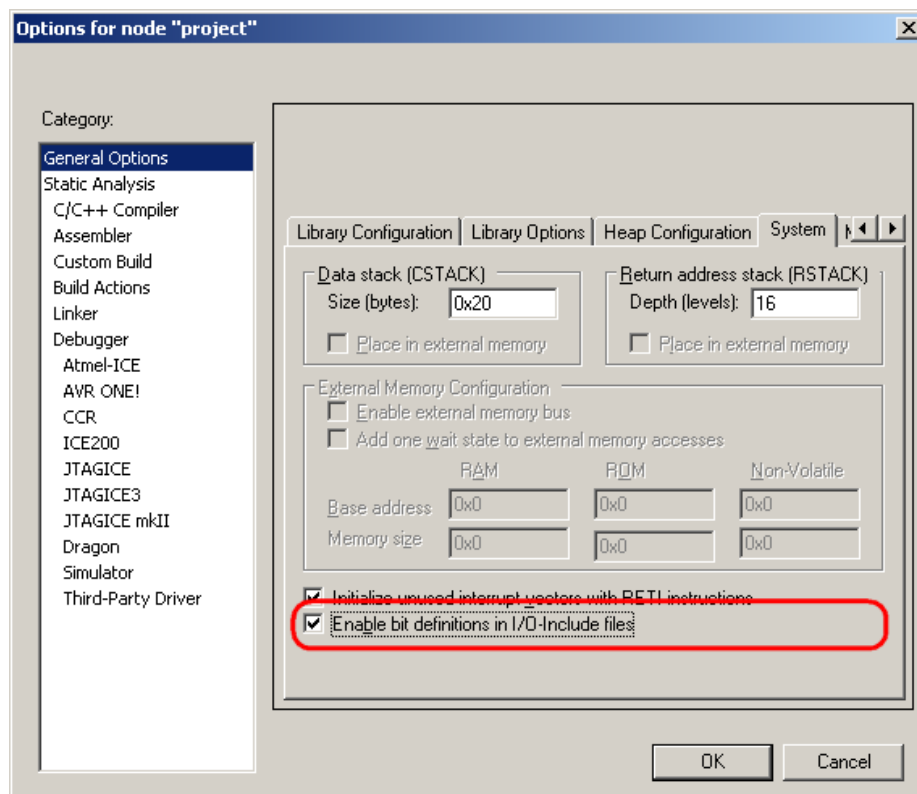 Options for node "project"
Category:
General Options
Static Analysis
C/C++ Compiler
Assembler
Custom Build
Build Actions
Linker
Debugger
Atmel-ICE
AVR ONE!
CCR
ICE200
JTAGICE
JTAGICE3
JTAGICE mkII
Dragon
Simulator
Third-Party Driver
Library Configuration Library Options Heap Configuration System
Data stack (CSTACK) Return address stack (RSTACK)
Size (bytes): 0x20 Depth (levels): 16
Place in external memory Place in external memory
External Memory Configuration
Enable external memory bus
Add one wait state to external memory accesses
RAM ROM Non-Volatile
Base address 0x0 0x0 0x0
Memory size 0x0 0x0 0x0
Initialize unused interrupt vectors with RETI instructions
Enable bit definitions in I/O-Include files
OK Cancel